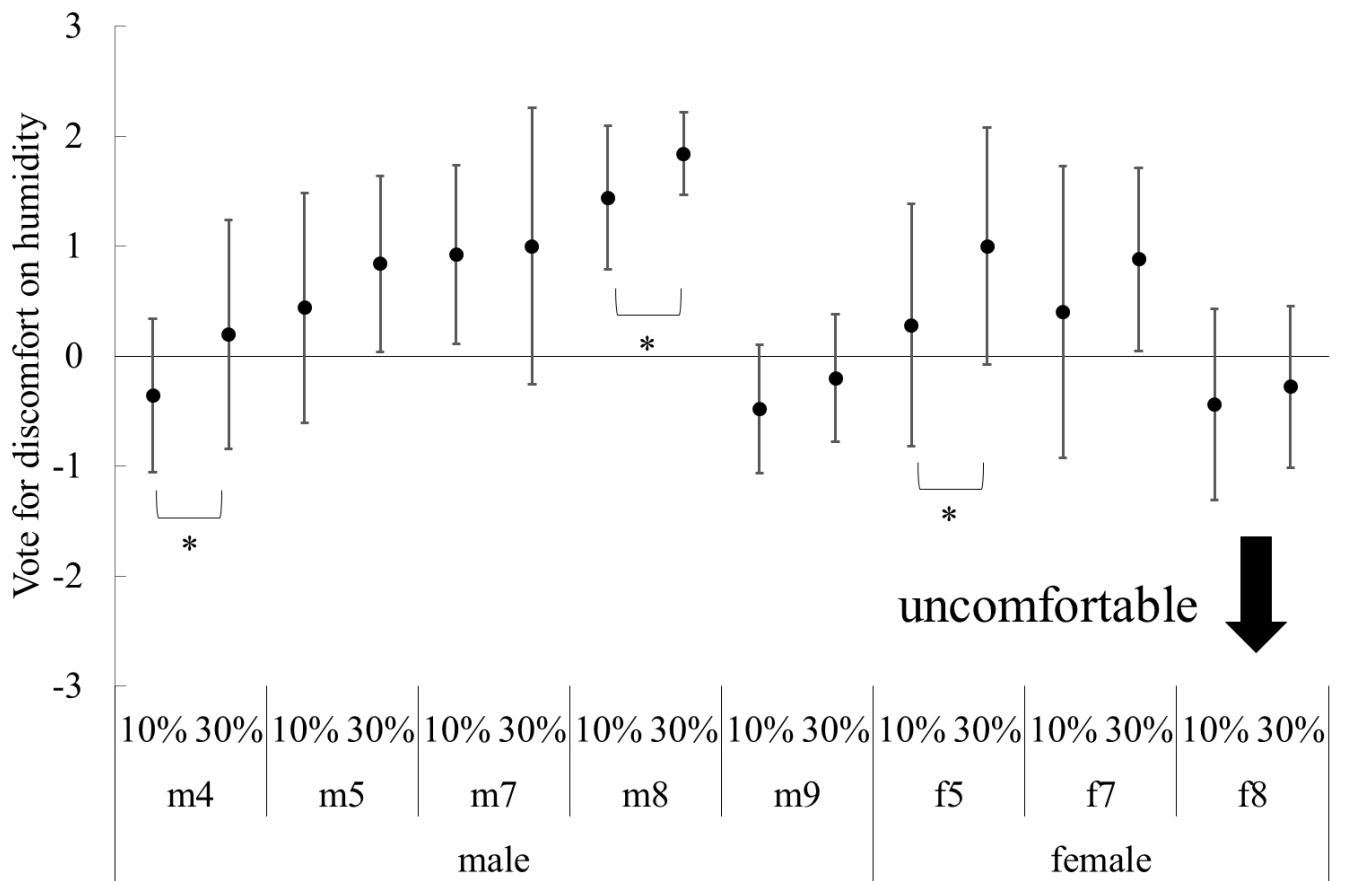 Vote for discomfort on humidity
3
2
1
0
-1
-2
-3
*
*
*
uncomfortable
10% 30% 10% 30% 10% 30% 10% 30% 10% 30% 10% 30% 10% 30% 10% 30%
m4 m5 m7 m8 m9 f5 f7 f8
male female